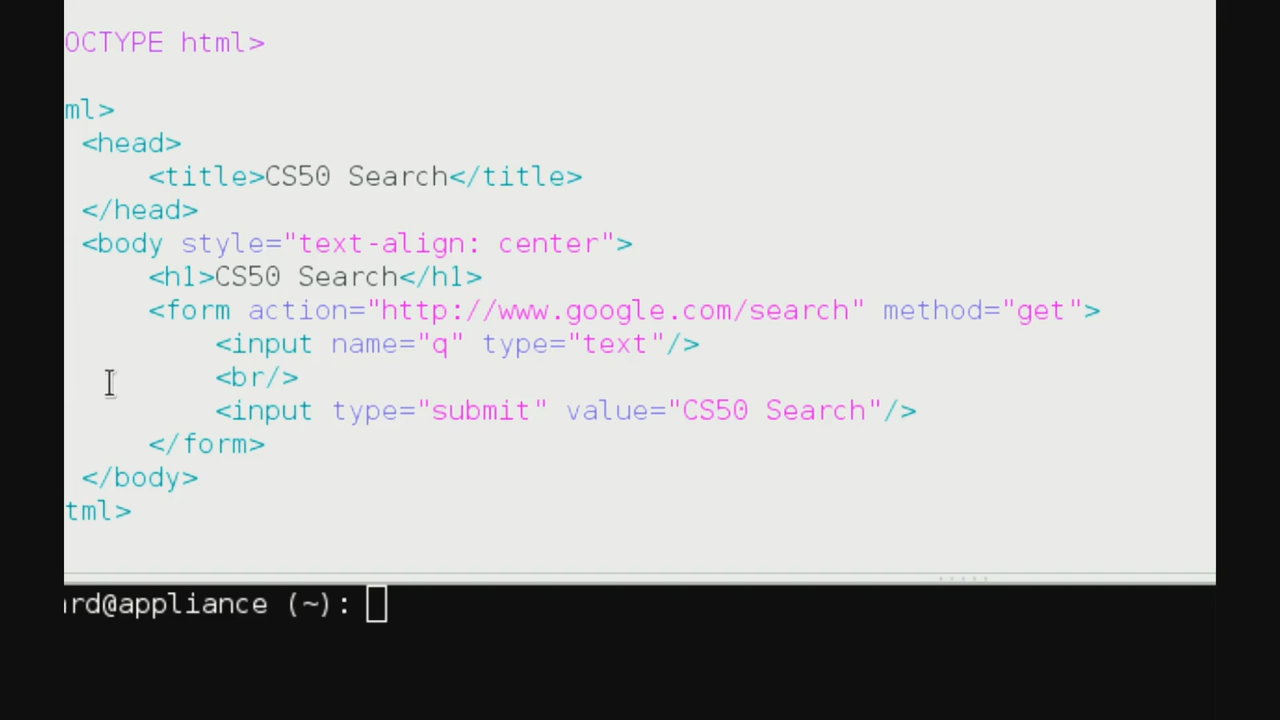 OCTYPE html>
ml>
<head>
<title>CS50 Search</title>
</head>
<body style="text-align: center">
<h1>CS50 Search</h1>
<form action="http://www.google.com/search" method="get">
<input name="q" type="text"/>
<br/>
<input type="submit" value="CS50 Search"/>
</form>
</body>
tml>
ard@appliance (~):